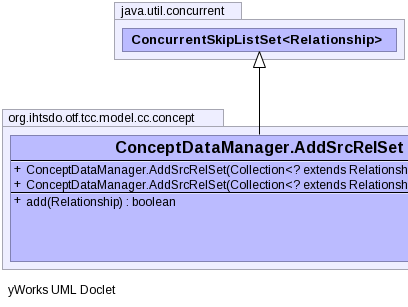 java.util.concurrent
ConcurrentSkipListSet<Relationship>
org.ihtsdo.otf.tcc.model.cc.concept
ConceptDataManager.AddSrcRelSet
+ ConceptDataManager.AddSrcRelSet(Collection<? extends Relationsh
+ ConceptDataManager.AddSrcRelSet(Collection<? extends Relationsh
+ add(Relationship) : boolean
yWorks UML Doclet